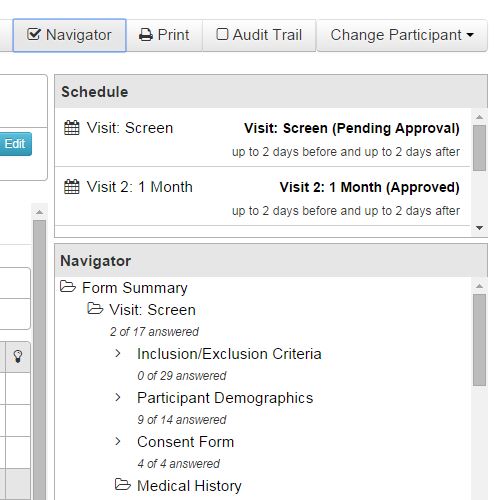 Navigator Print Audit Trail Change Participant
Schedule
Edit
Visit: Screen Visit: Screen (Pending Approval)
up to 2 days before and up to 2 days after
Visit 2: 1 Month Visit 2: 1 Month (Approved)
up to 2 days before and up to 2 days after
Navigator
Form Summary
Visit: Screen
2 of 17 answered
Inclusion/Exclusion Criteria
0 of 29 answered
Participant Demographics
9 of 14 answered
Consent Form
4 of 4 answered
Medical History